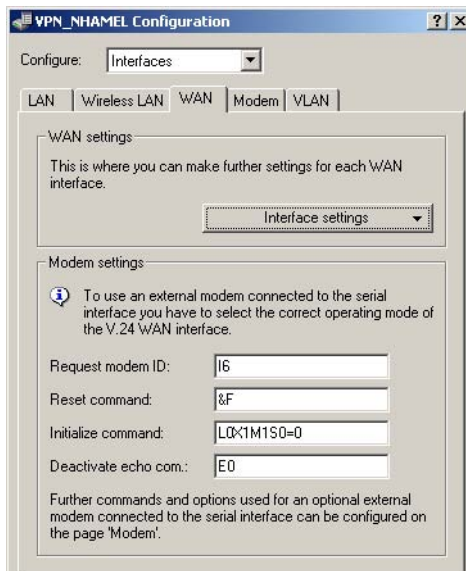 VPN_NHAMEL Configuration
Configure: Interfaces
LAN Wireless LAN WAN Modem VLAN
WAN settings
This is where you can make further settings for each WAN
interface.
Interface settings
Modem settings
To use an external modem connected to the serial
interface you have to select the correct operating mode of
the V.24 WAN interface.
Request modem ID: I6
Reset command: &F
Initialize command: L0X1M1S0=0
Deactivate echo com.: E0
Further commands and options used for an optional external
modem connected to the serial interface can be configured on
the page 'Modem'.